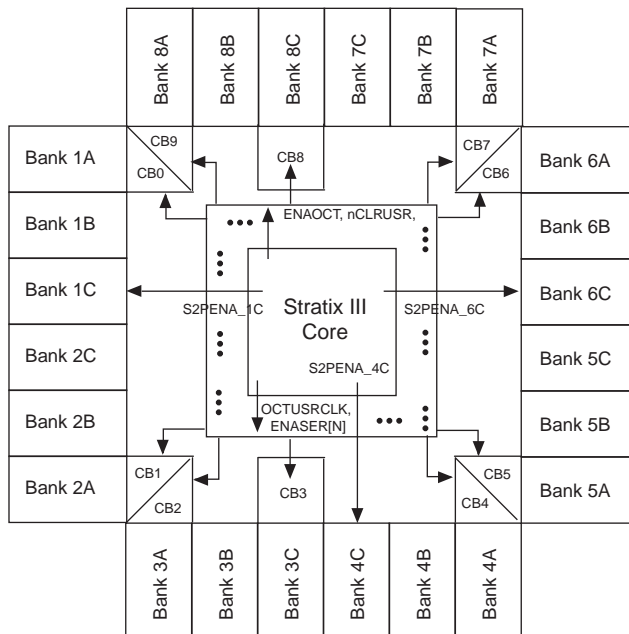 Bank 8A
Bank 8B
Bank 8C
Bank 7C
Bank 7B
Bank 7A
Bank 1A
CB9
CB0
CB8
CB7
CB6
Bank 6A
Bank 1B
ENAOCT, nCLRUSR,
Bank 6B
Bank 1C
S2PENA_1C
Stratix III
Core
S2PENA_6C
Bank 6C
Bank 2C
S2PENA_4C
Bank 5C
Bank 2B
OCTUSRCLK,
ENASER[N]
Bank 5B
Bank 2A
CB1
CB2
CB3
CB5
CB4
Bank 5A
Bank 3A
Bank 3B
Bank 3C
Bank 4C
Bank 4B
Bank 4A